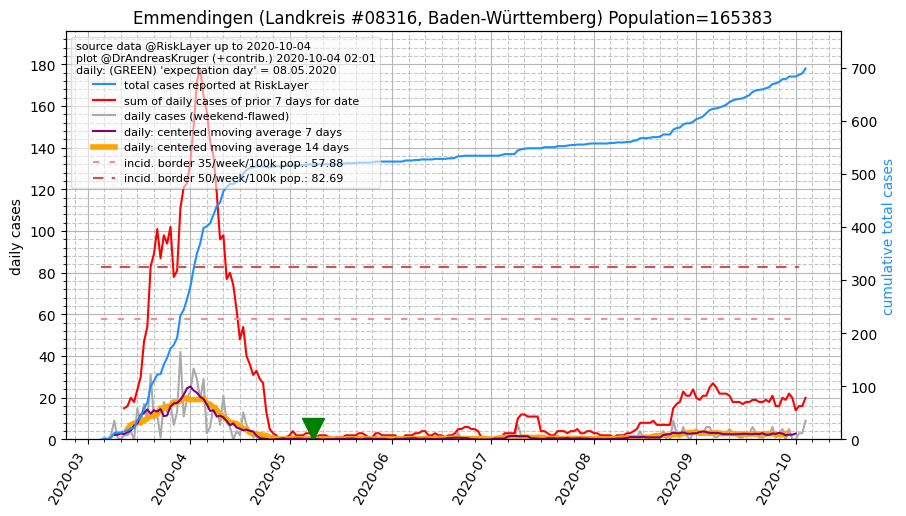 Emmendingen (Landkreis #08316, Baden-Württemberg) Population=165383
source data @RiskLayer up to 2020-10-04
plot @DrAndreasKruger (+contrib.) 2020-10-04 02:01
daily: (GREEN) 'expectation day' = 08.05.2020
total cases reported at RiskLayer
sum of daily cases of prior 7 days for date
daily cases (weekend-flawed)
daily: centered moving average 7 days
daily: centered moving average 14 days
incid. border 35/week/100k pop.: 57.88
incid. border 50/week/100k pop.: 82.69
daily cases
180
160
140
120
100
80
60
40
20
0
cumulative total cases
700
600
500
400
300
200
100
0
2020-03
2020-04
2020-05
2020-06
2020-07
2020-08
2020-09
2020-10